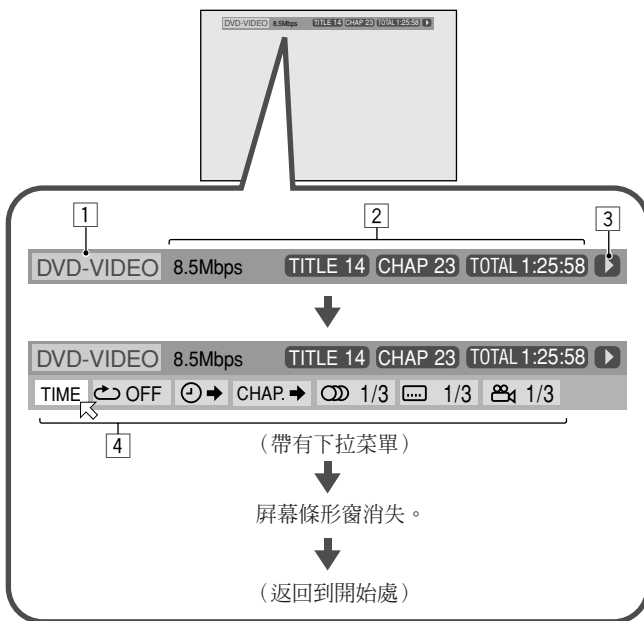 DVD-VIDEO 8.5Mbps TITLE 14 CHAP 23 TOTAL 1:25:58
1 2 3
DVD-VIDEO 8.5Mbps TITLE 14 CHAP 23 TOTAL 1:25:58
DVD-VIDEO 8.5Mbps TITLE 14 CHAP 23 TOTAL 1:25:58
TIME OFF CHAP. 1/3 1/3 1/3
4
（帶有下拉菜單）
屛幕條形窗消失。
（返回到開始處）